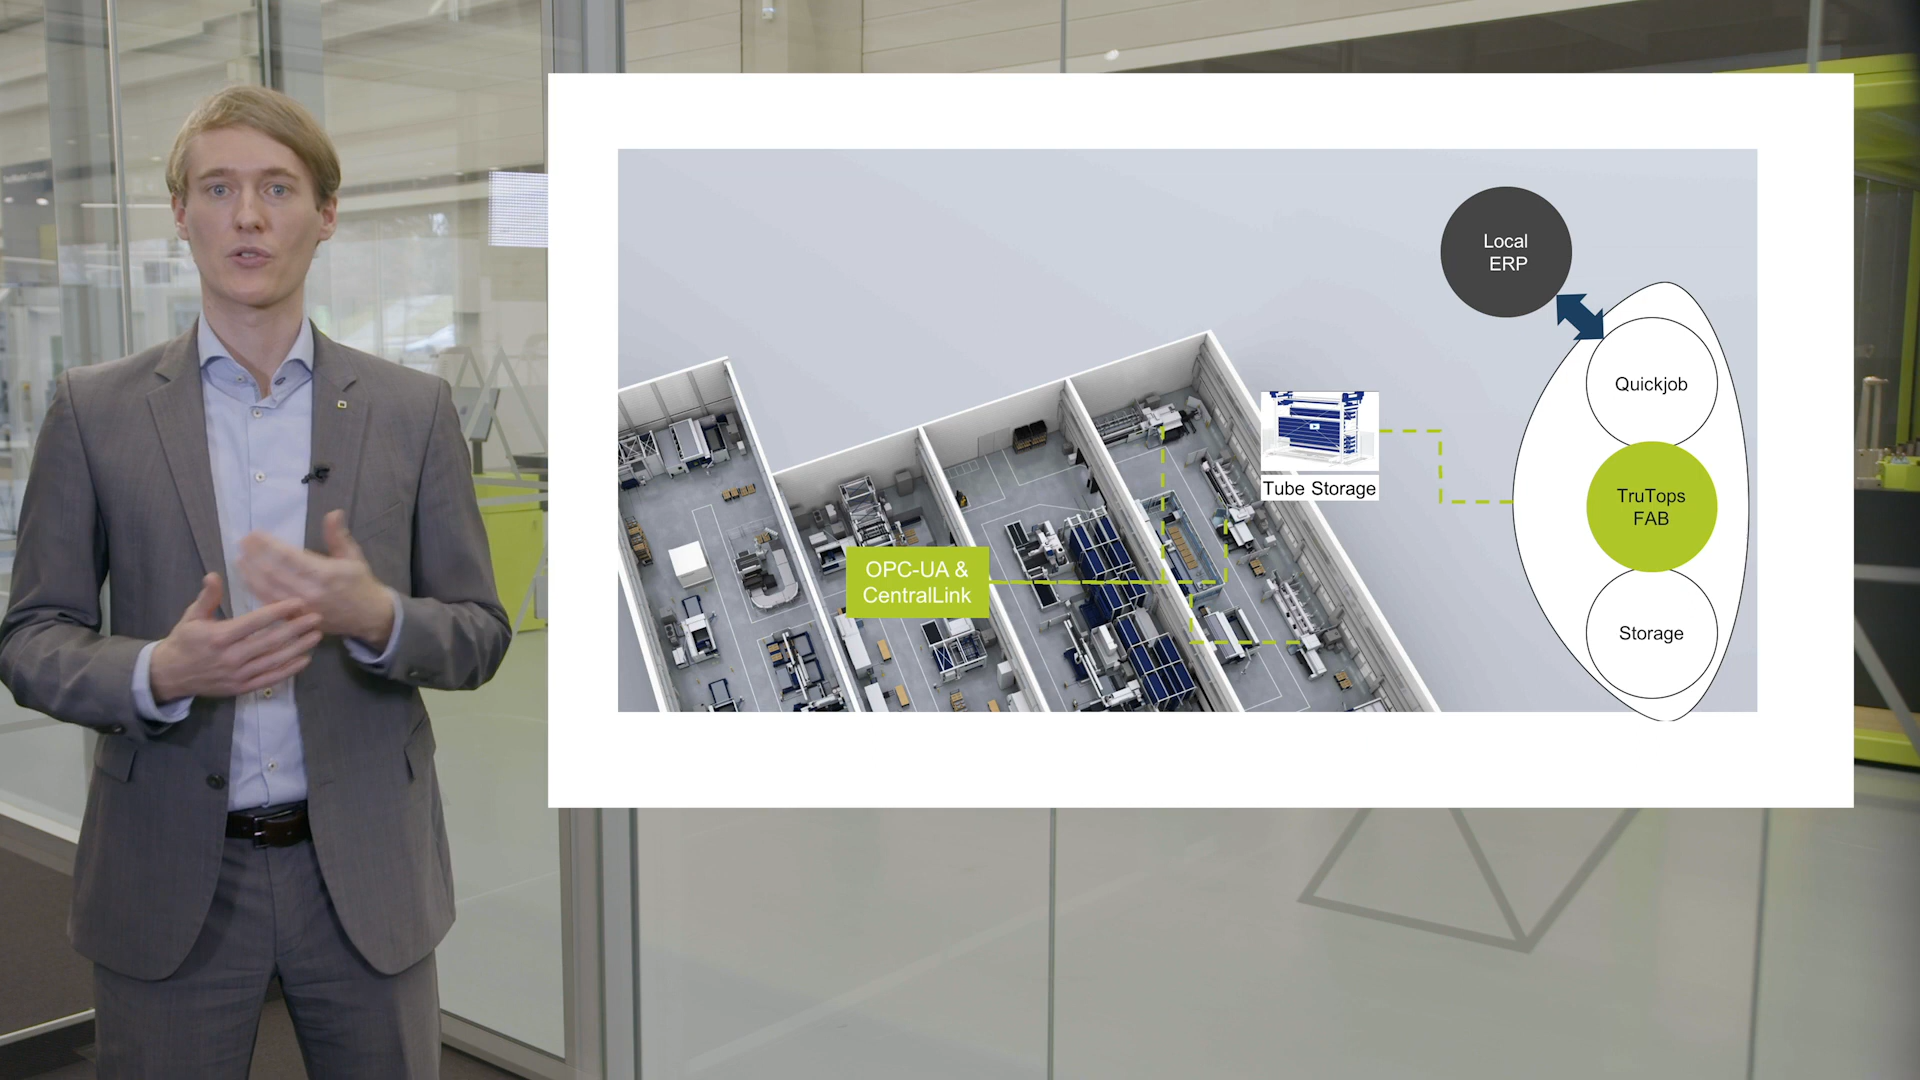 Local
ERP
Quickjob
Tube Storage
TruTops
FAB
OPC-UA &
CentralLink
Storage